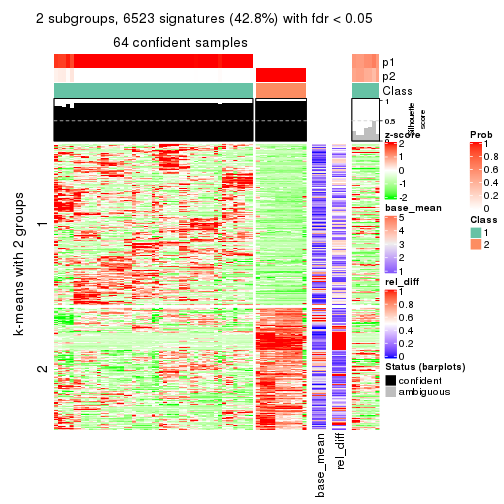 2 subgroups, 6523 signatures (42.8%) with fdr < 0.05
64 confident samples
p1
p2
Class
1
0.5
0
Silhouette
score
k-means with 2 groups
1
2
base_mean
rel_diff
z-score
2
1
0
-1
-2
base_mean
5
4
3
2
1
rel_diff
1
0.8
0.6
0.4
0.2
0
Status (barplots)
confident
ambiguous
Prob
1
0.8
0.6
0.4
0.2
0
Class
1
2